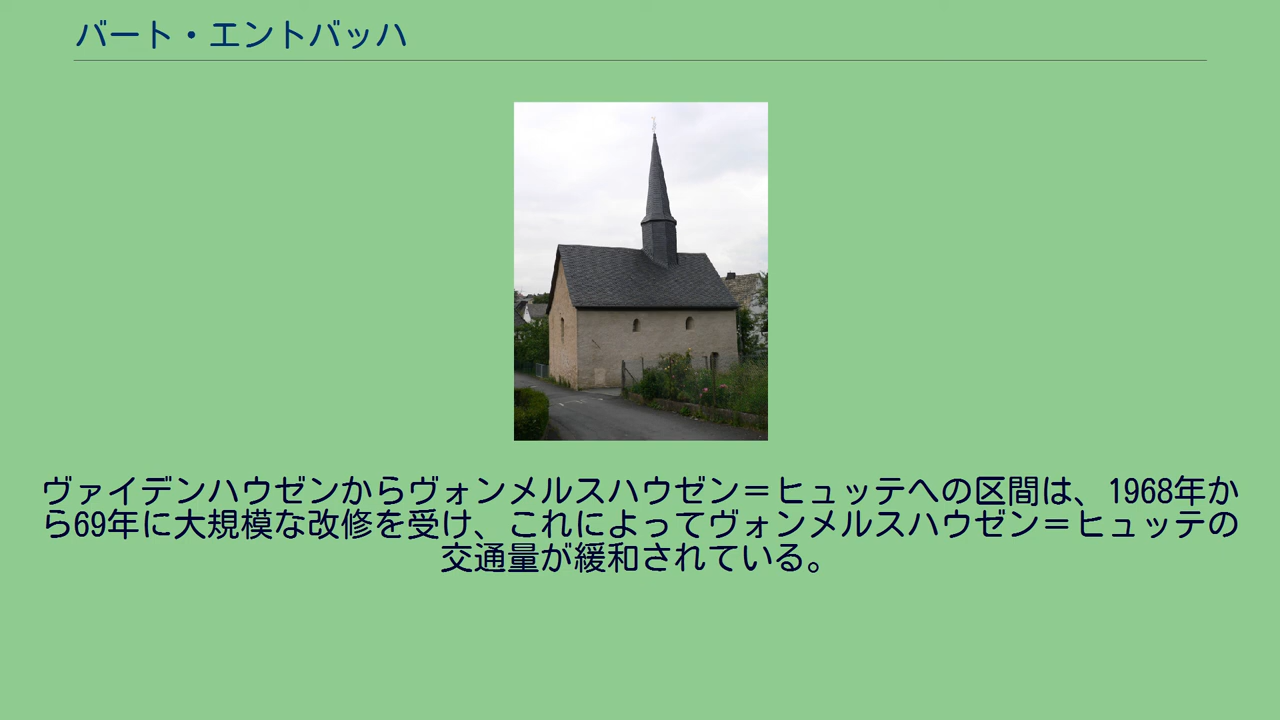 バート・エントバッハ
ヴァイデンハウゼンからヴォンメルスハウゼン＝ヒュッテへの区間は、1968年か
ら69年に大規模な改修を受け、これによってヴォンメルスハウゼン＝ヒュッテの
交通量が緩和されている。